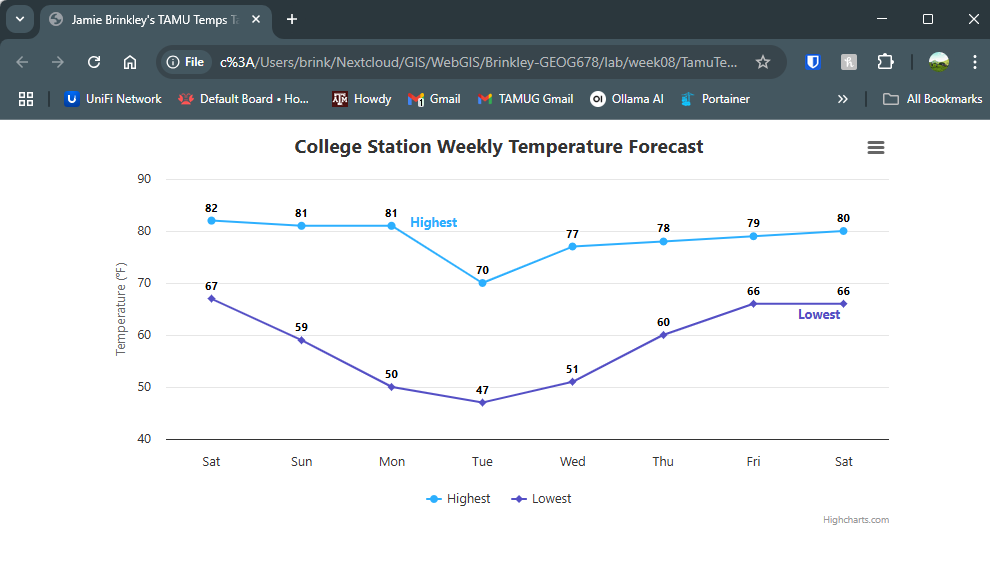 Jamie Brinkley's TAMU Temps Ta
File c%3A/Users/brink/Nextcloud/GIS/WebGIS/Brinkley-GEOG678/lab/week08/TamuTe...
UniFi Network Default Board • Ho... Howdy Gmail TAMUG Gmail Ollama AI Portainer All Bookmarks
College Station Weekly Temperature Forecast
Temperature (°F)
90
80
70
60
50
40
82 81 81 70 77 78 79 80
Highest
67 59 50 47 51 60 66 66
Lowest
Sat Sun Mon Tue Wed Thu Fri Sat
Highest Lowest
Highcharts.com